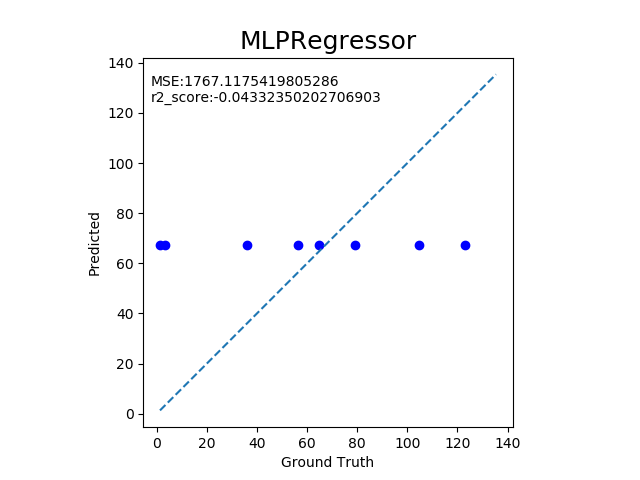 MLPRegressor
MSE:1767.1175419805286
r2_score:-0.04332350202706903
140
120
100
80
60
40
20
0
Predicted
0 20 40 60 80 100 120 140
Ground Truth